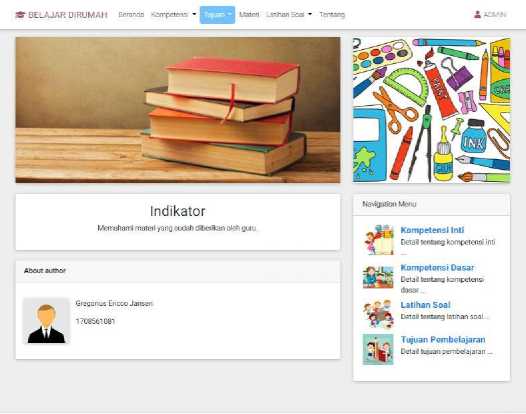 BELAJAR DIRUMAH Beranda Kompetensi Tujuan Materi Latihan Soal Tentang ADMIN
PAINT
INK
Indikator
Memahami materi yang sudah diberikan oleh guru.
Navigation Menu
Kompetensi Inti
Detail tentang kompetensi inti
...
Kompetensi Dasar
Detail tentang kompetensi
dasar ...
Latihan Soal
Detail tentang latihan soal ...
Tujuan Pembelajaran
Detail tujuan pembelajaran ...
About author
Gregorius Ericco Jansen
1708561081